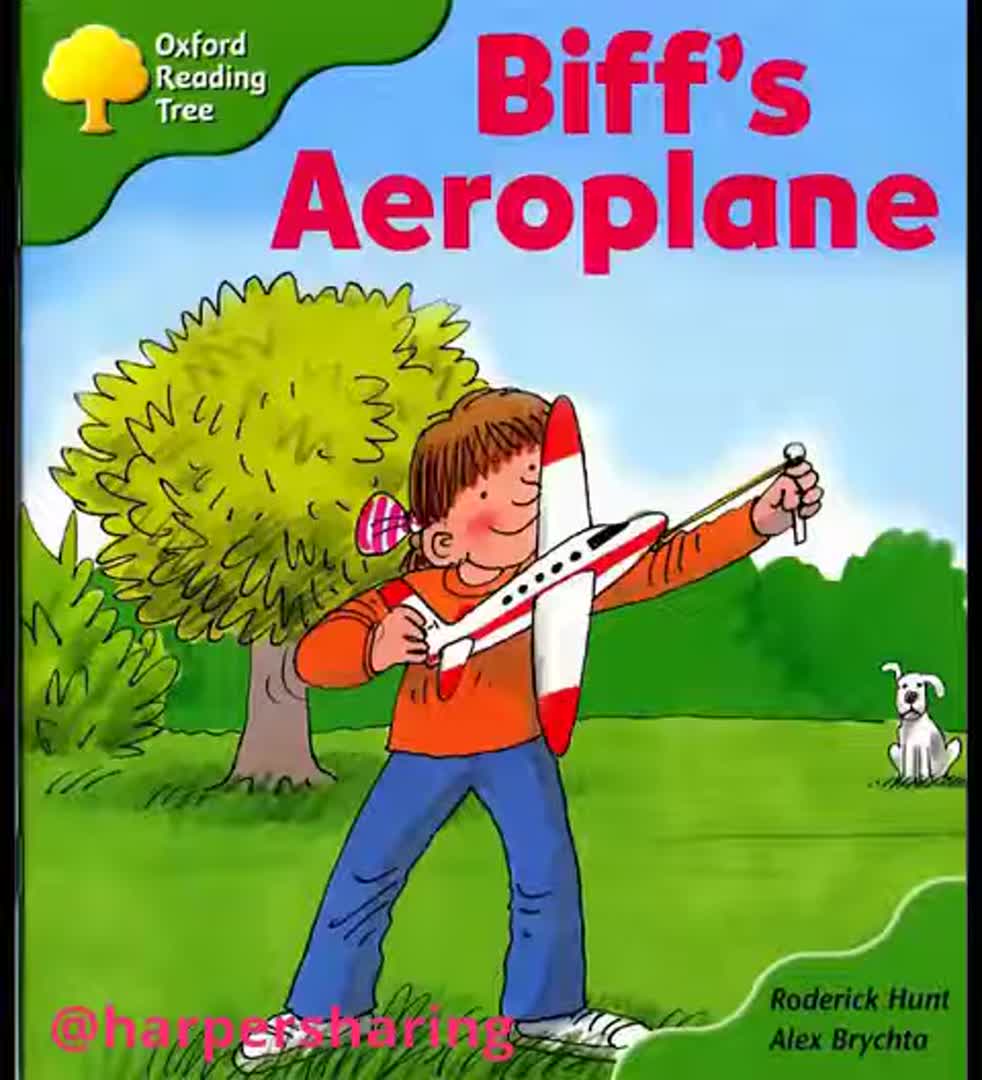 Oxford
Reading
Tree
Biff's
Aeroplane
@harpersharing
Roderick Hunt
Alex Brychta